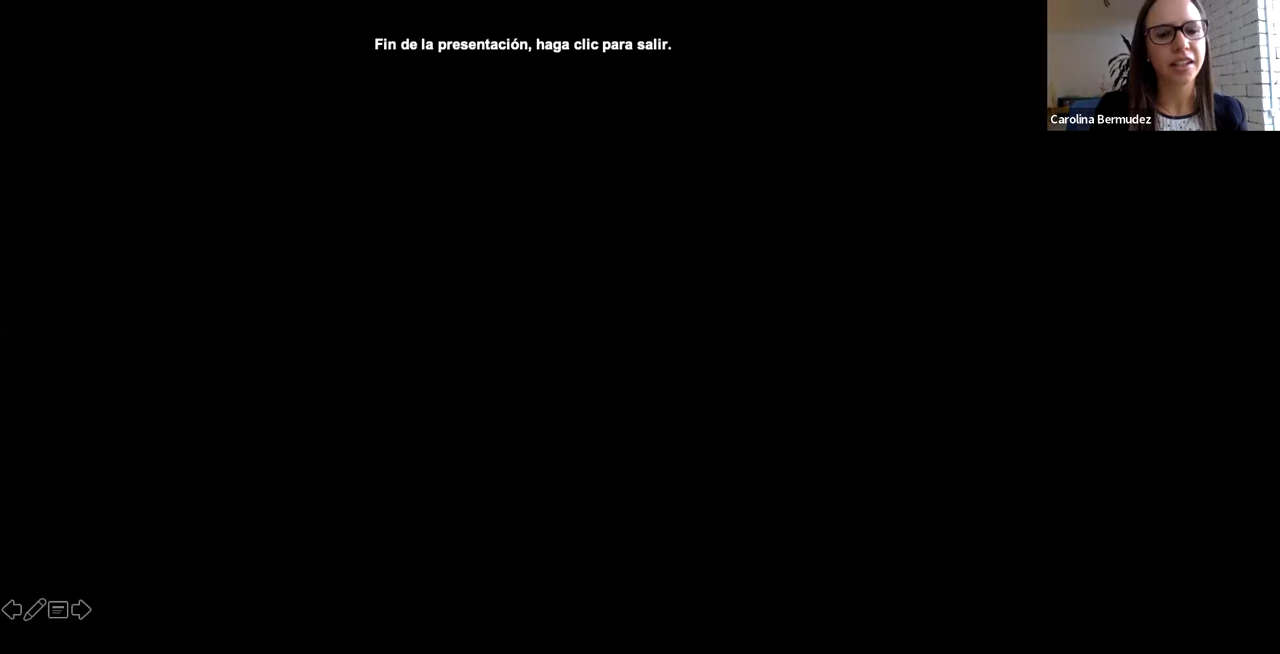 Fin de la presentación, haga clic para salir.
Carolina Bermudez